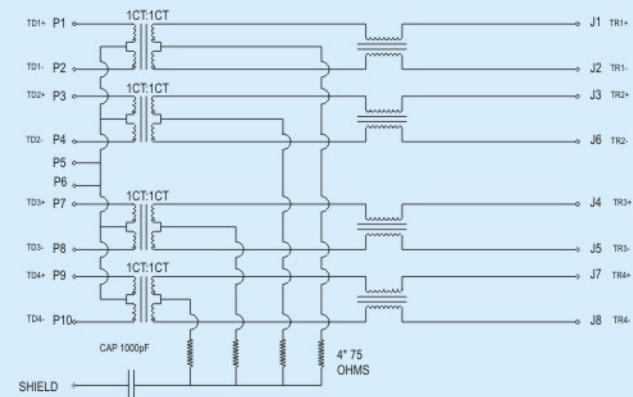 1CT:1CT
TD1+ P1 J1 TR1+
TD1- P2 J2 TR1-
TD2+ P3 1CT:1CT J3 TR2+
TD2- P4 J6 TR2-
P5
P6
1CT:1CT
TD3+ P7 J4 TR3+
TD3- P8 J5 TR3-
1CT:1CT
TD4+ P9 J7 TR4+
TD4- P10 J8 TR4-
CAP 1000pF
4* 75
OHMS
SHIELD